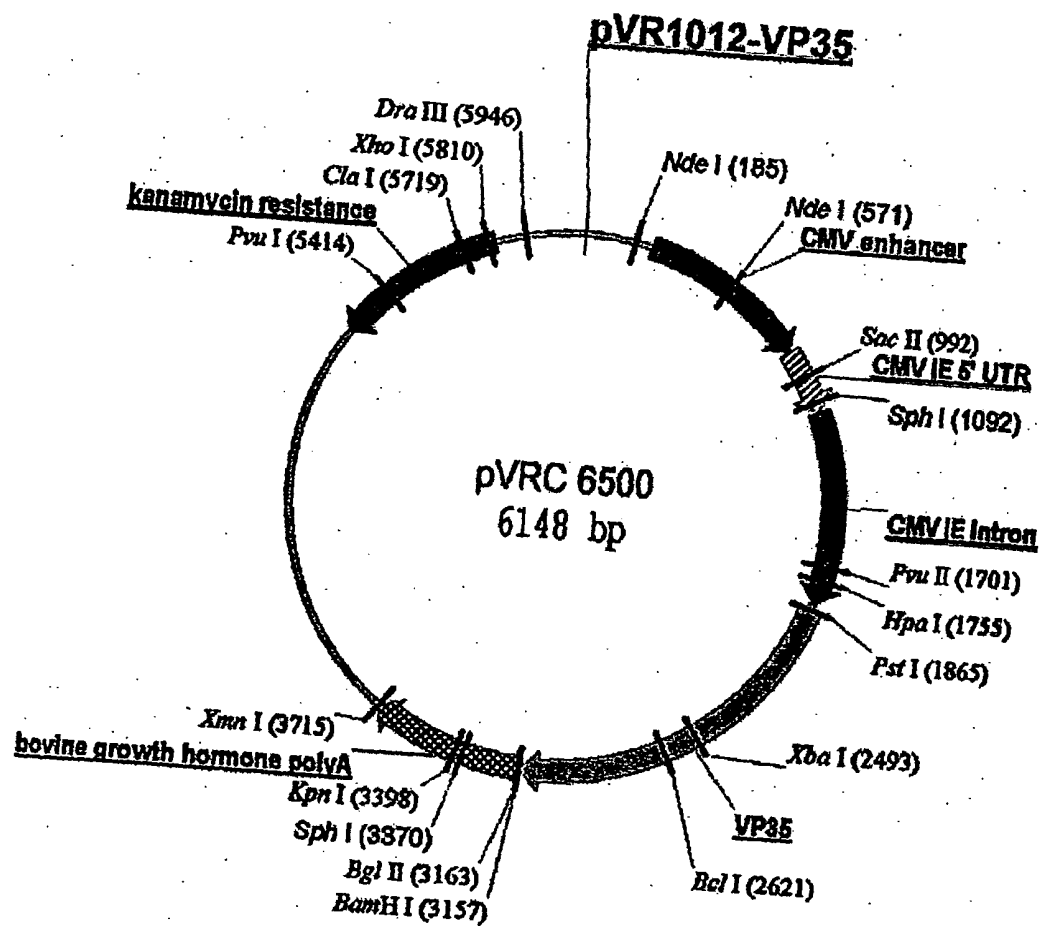 pVR1012-VP35
Dra III (5946)
Xho I (5810)
Cla I (5719)
kanamycin resistance
Pvu I (5414)
Nde I (185)
Nde I (571)
CMV enhancer
Sac II (992)
CMV IE 5' UTR
Sph I (1092)
pVRC 6500
6148 bp
CMV IE Intron
Pvu II (1701)
Hpa I (1755)
Pst I (1865)
Xmn I (3715)
bovine growth hormone polyA
Kpn I (3398)
Sph I (3370)
Bgl II (3163)
BamH I (3157)
Xba I (2493)
VP35
Bcl I (2621)